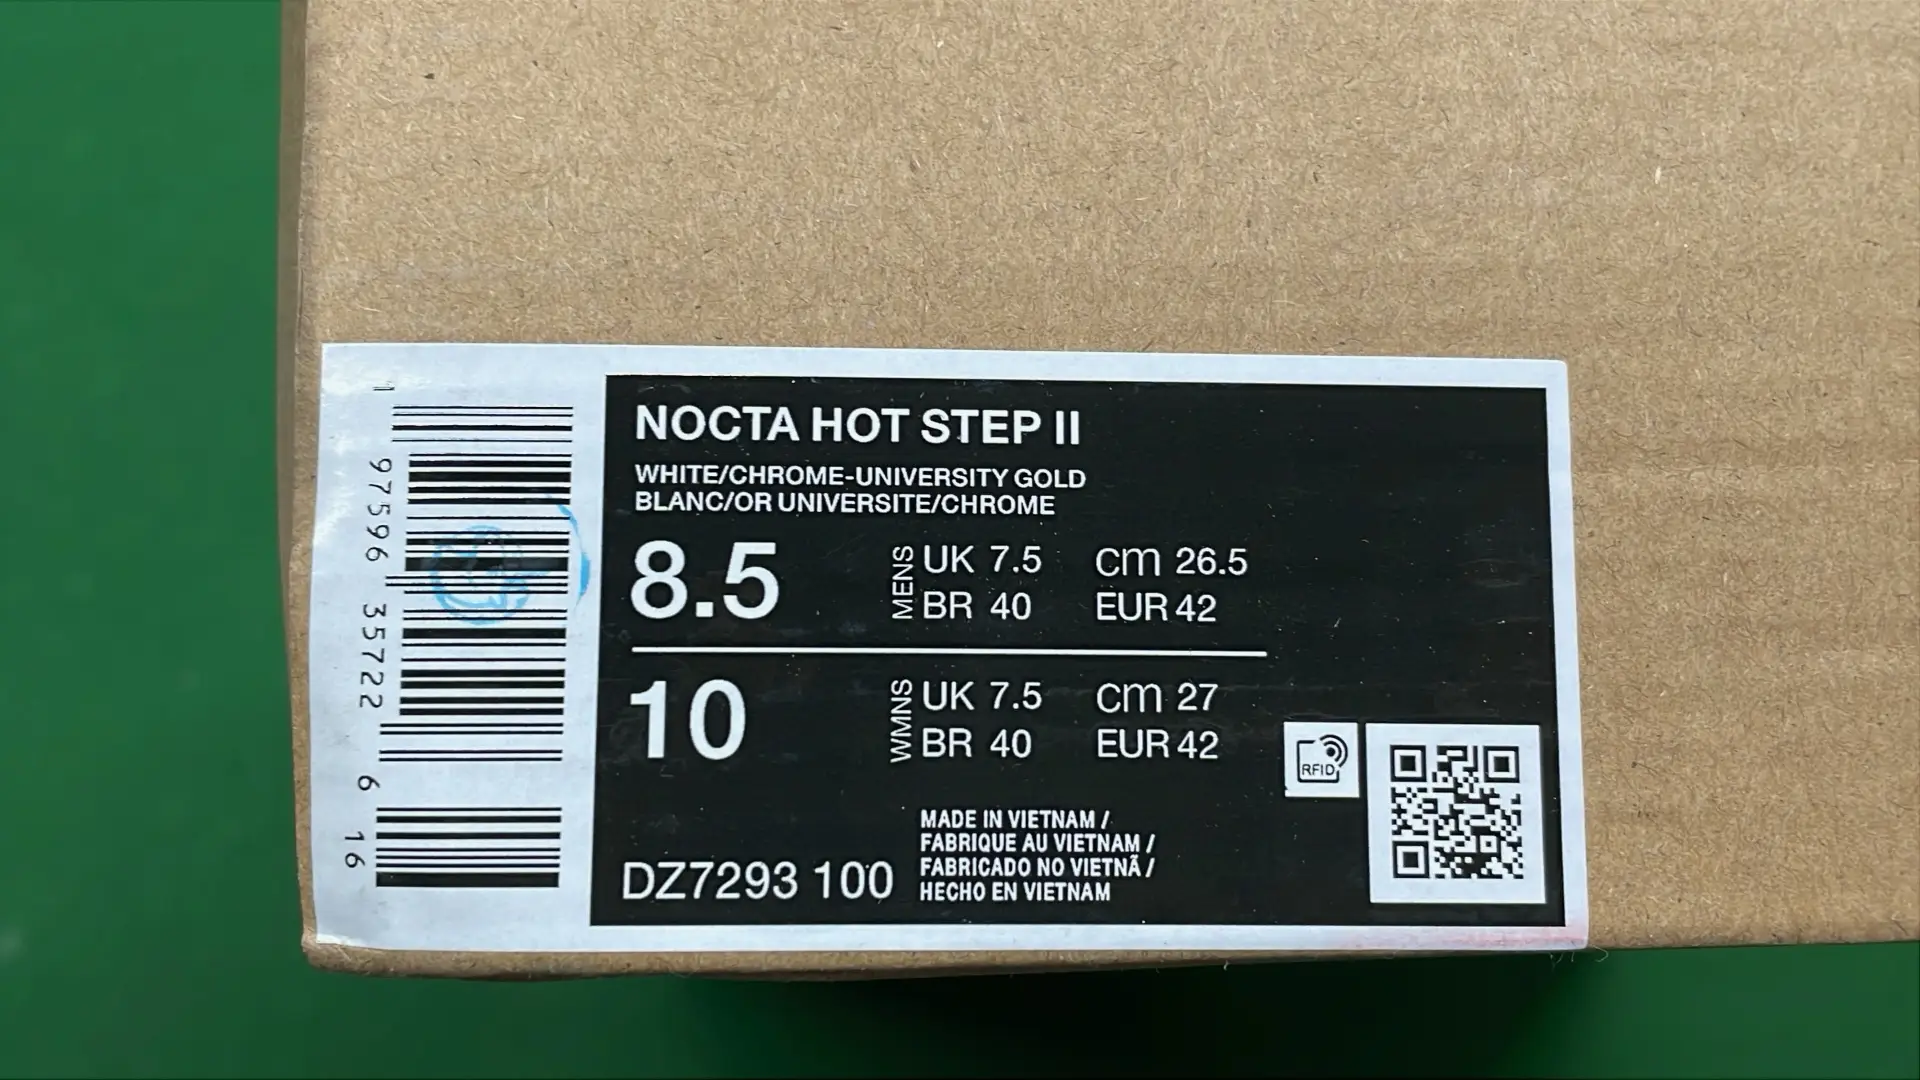 1 97596 35722 6 16
NOCTA HOT STEP II
WHITE/CHROME-UNIVERSITY GOLD
BLANC/OR UNIVERSITE/CHROME
8.5 MENS UK 7.5 cm 26.5
BR 40 EUR 42
10 WMNS UK 7.5 cm 27
BR 40 EUR 42
RFID
MADE IN VIETNAM /
FABRIQUE AU VIETNAM /
FABRICADO NO VIETNÃ /
HECHO EN VIETNAM
DZ7293 100